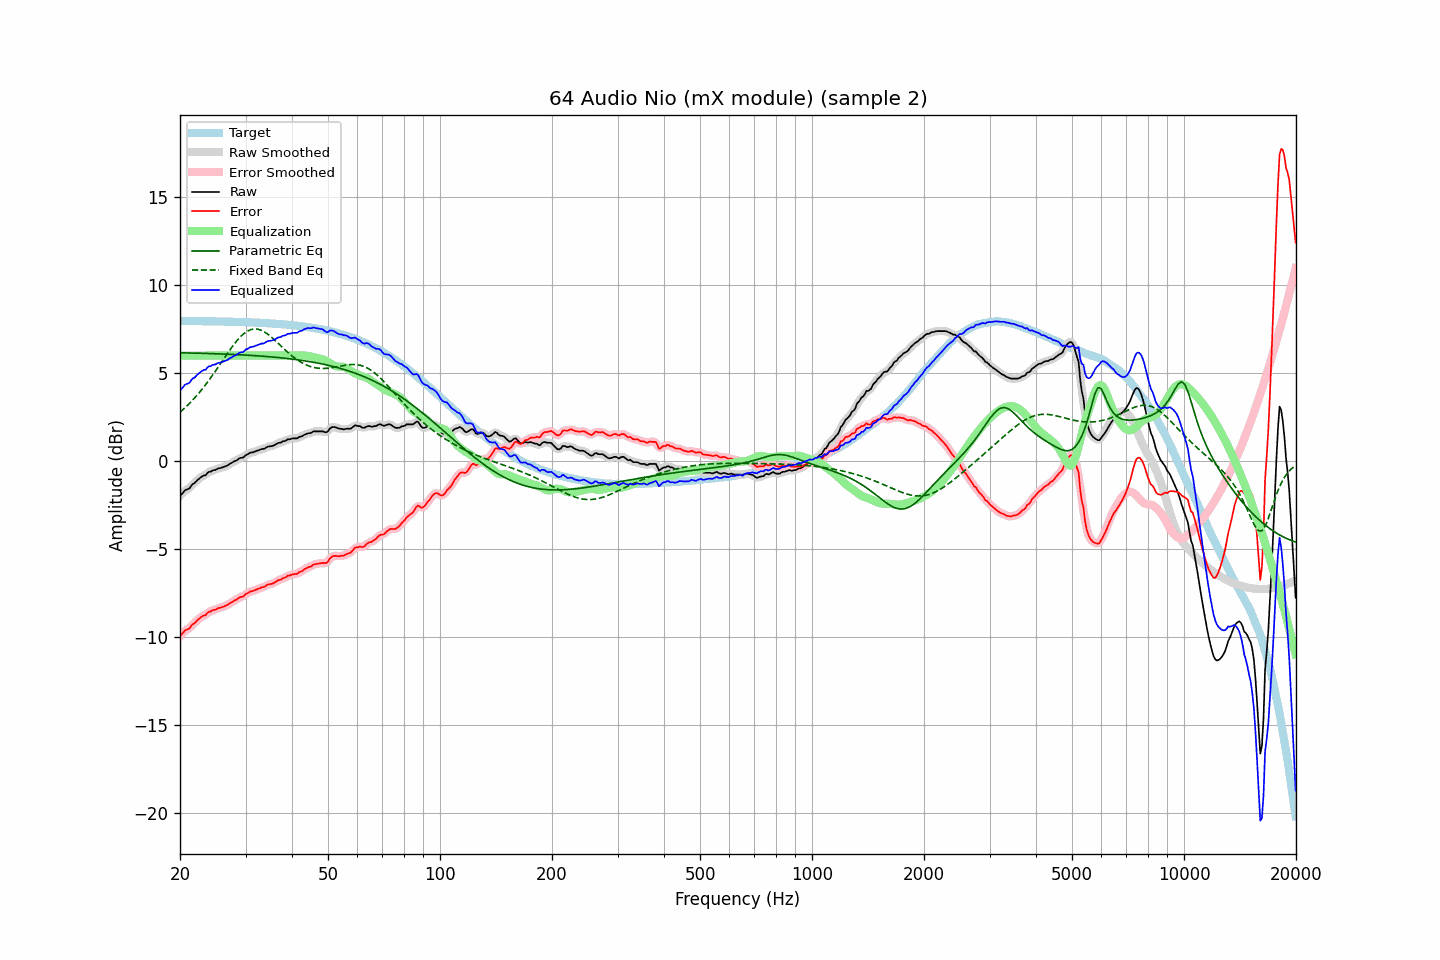 64 Audio Nio (mX module) (sample 2)
Target
Raw Smoothed
Error Smoothed
Raw
Error
Equalization
Parametric Eq
Fixed Band Eq
Equalized
Amplitude (dBr)
15
10
5
0
−5
−10
−15
−20
20 50 100 200 500 1000 2000 5000 10000 20000
Frequency (Hz)